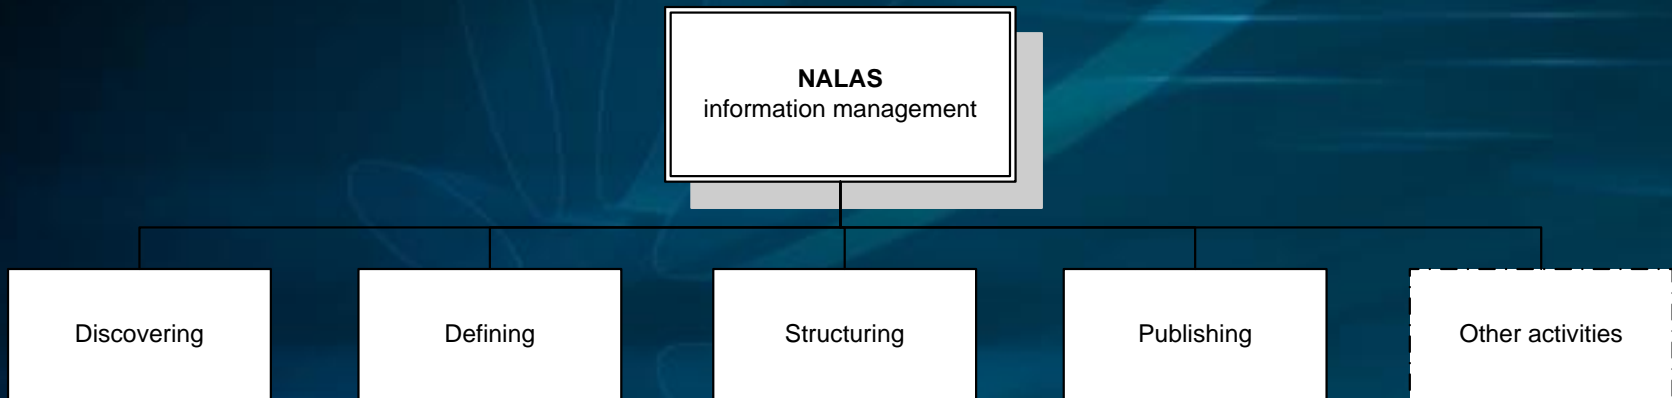 NALAS
information management
Discovering
Defining
Structuring
Publishing
Other activities